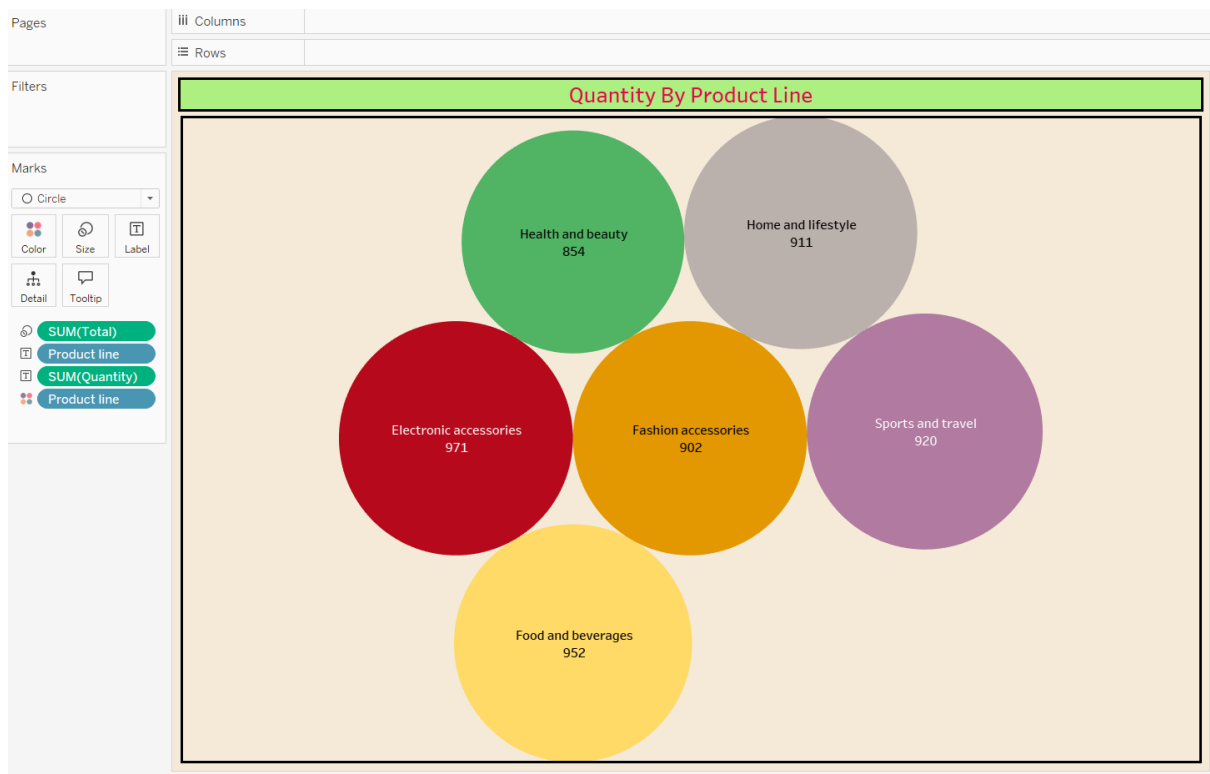 Pages
iii Columns
Rows
Filters
Quantity By Product Line
Marks
Circle
Color
Size
Label
Detail
Tooltip
SUM(Total)
Product line
SUM(Quantity)
Product line
Health and beauty
854
Home and lifestyle
911
Electronic accessories
971
Fashion accessories
902
Sports and travel
920
Food and beverages
952